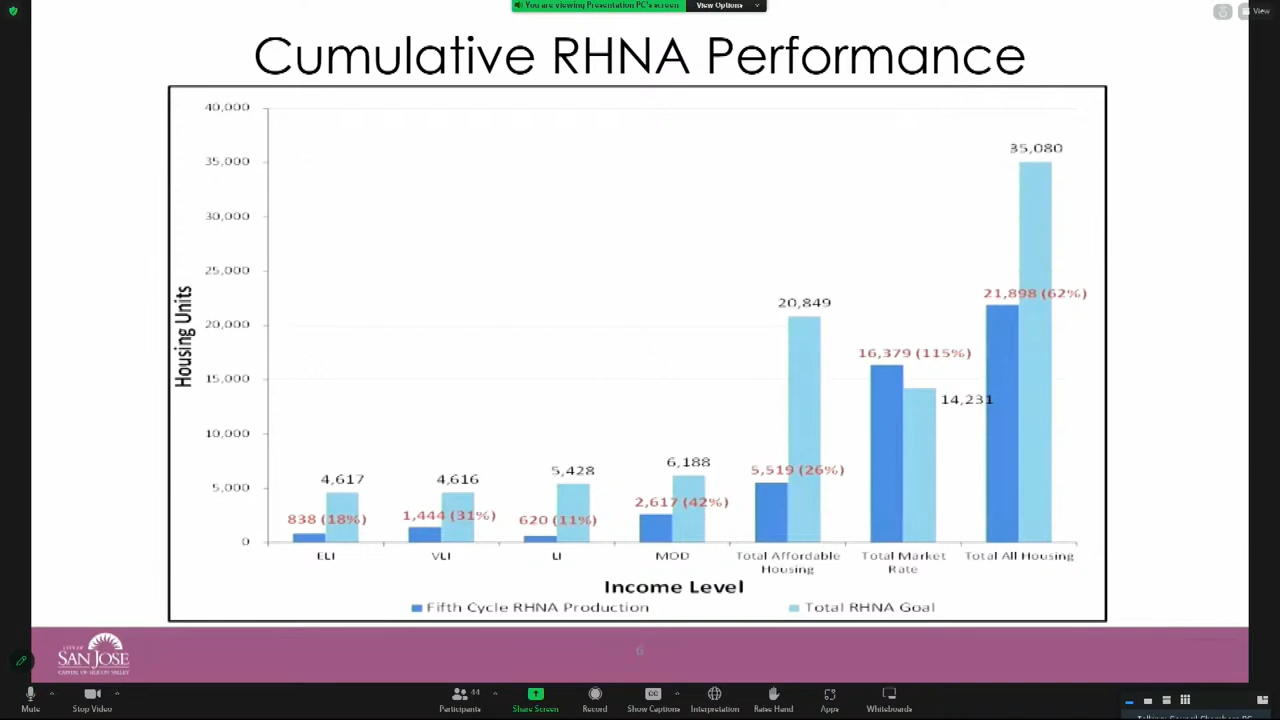 You are viewing Presentation PC's screen
View Options
View
Cumulative RHNA Performance
40,000
35,000
30,000
25,000
20,000
15,000
10,000
5,000
0
Housing Units
838 (18%)
4,617
1,444 (31%)
4,616
620 (11%)
5,428
2,617 (42%)
6,188
5,519 (26%)
20,849
16,379 (115%)
14,231
21,898 (62%)
35,080
ELI
VLI
LI
MOD
Total Affordable
Housing
Total Market
Rate
Total All Housing
Income Level
Fifth Cycle RHNA Production
Total RHNA Goal
CITY OF
SAN JOSE
CAPITAL OF SILICON VALLEY
6
Mute
Stop Video
Participants
44
Share Screen
Record
Show Captions
Interpretation
Raise Hand
Apps
Whiteboards